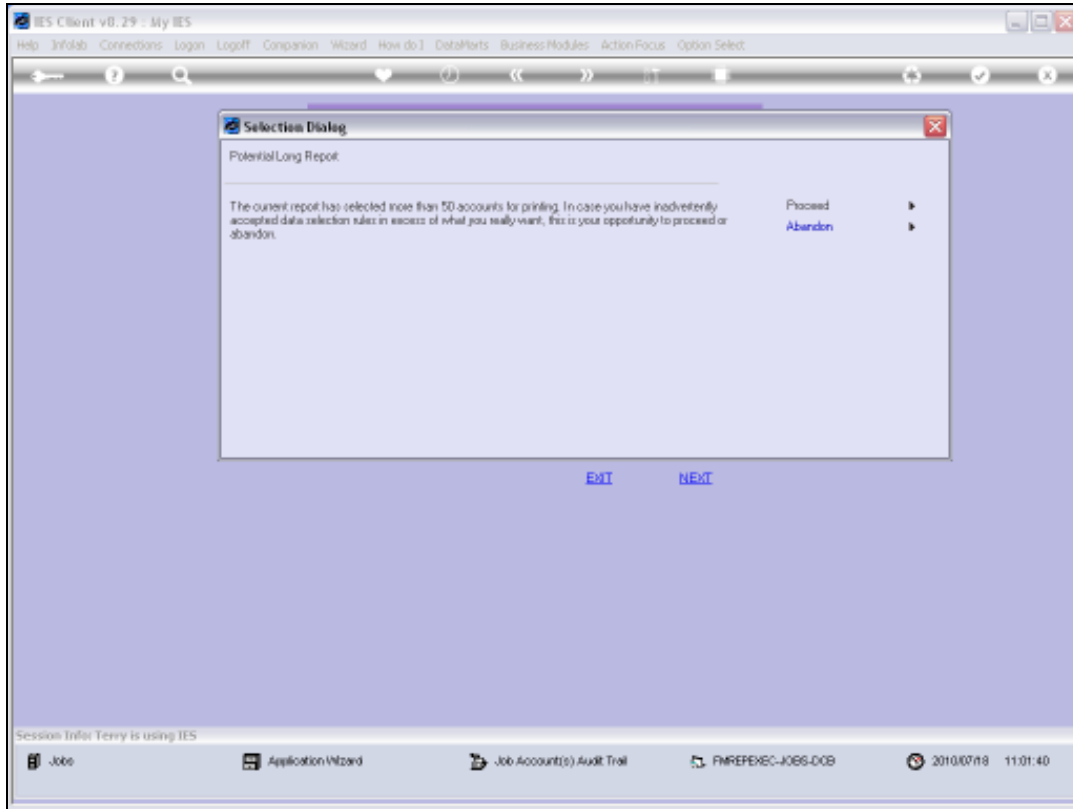 IES Client v8.29 : My IES
Help Infolab Connections Logon Logoff Companion Wizard How do I DataMarts Business Modules Action Focus Option Select
Selection Dialog
Potential Long Report
The current report has selected more than 50 accounts for printing. In case you have inadvertently
accepted data selection rules in excess of what you really want, this is your opportunity to proceed or
abandon.
Proceed
Abandon
EXIT NEXT
Session Info: Terry is using IES
Jobs Application Wizard Job Account(s) Audit Trail FMREPEXEC-JOBS-DCB 2010/07/18 11:01:40